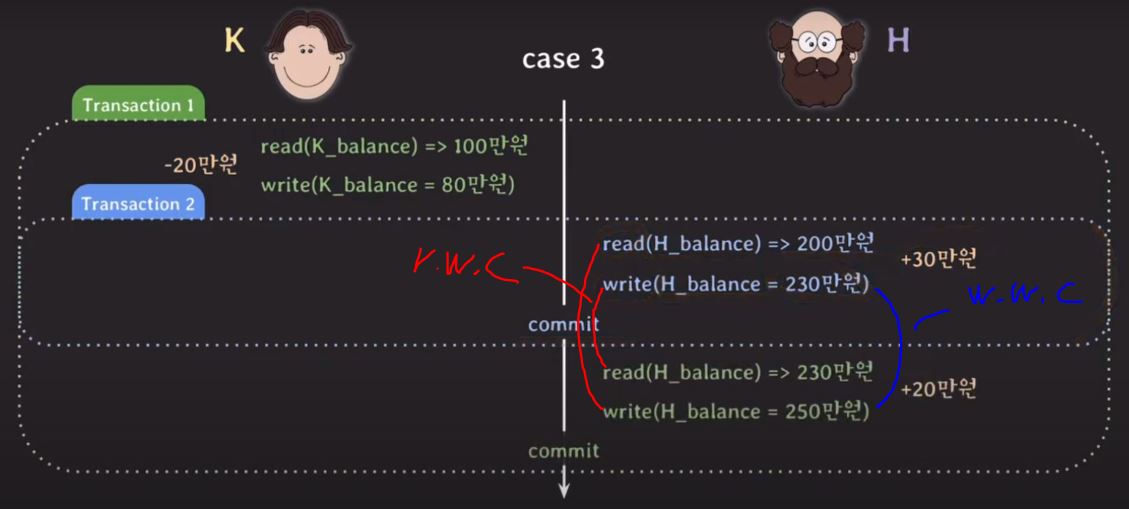 K
case 3
H
Transaction 1
read(K_balance) => 100만원
-20만원
write(K_balance = 80만원)
Transaction 2
read(H_balance) => 200만원
+30만원
r.w.c
write(H_balance = 230만원)
w.w.c
commit
read(H_balance) => 230만원
+20만원
write(H_balance = 250만원)
commit